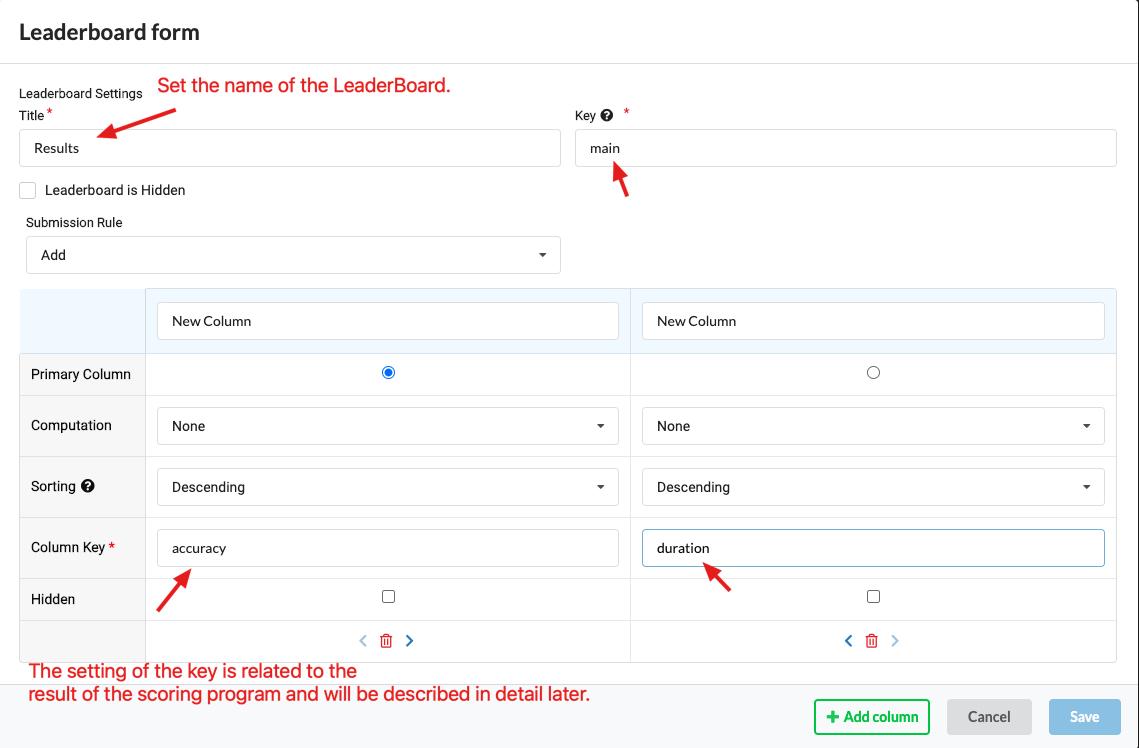 Leaderboard form
Set the name of the LeaderBoard.
Leaderboard Settings
Title *
Key ? *
Results
main
Leaderboard is Hidden
Submission Rule
Add
New Column
New Column
Primary Column
Computation
None
None
Sorting ?
Descending
Descending
Column Key *
accuracy
duration
Hidden
The setting of the key is related to the
result of the scoring program and will be described in detail later.
+ Add column
Cancel
Save